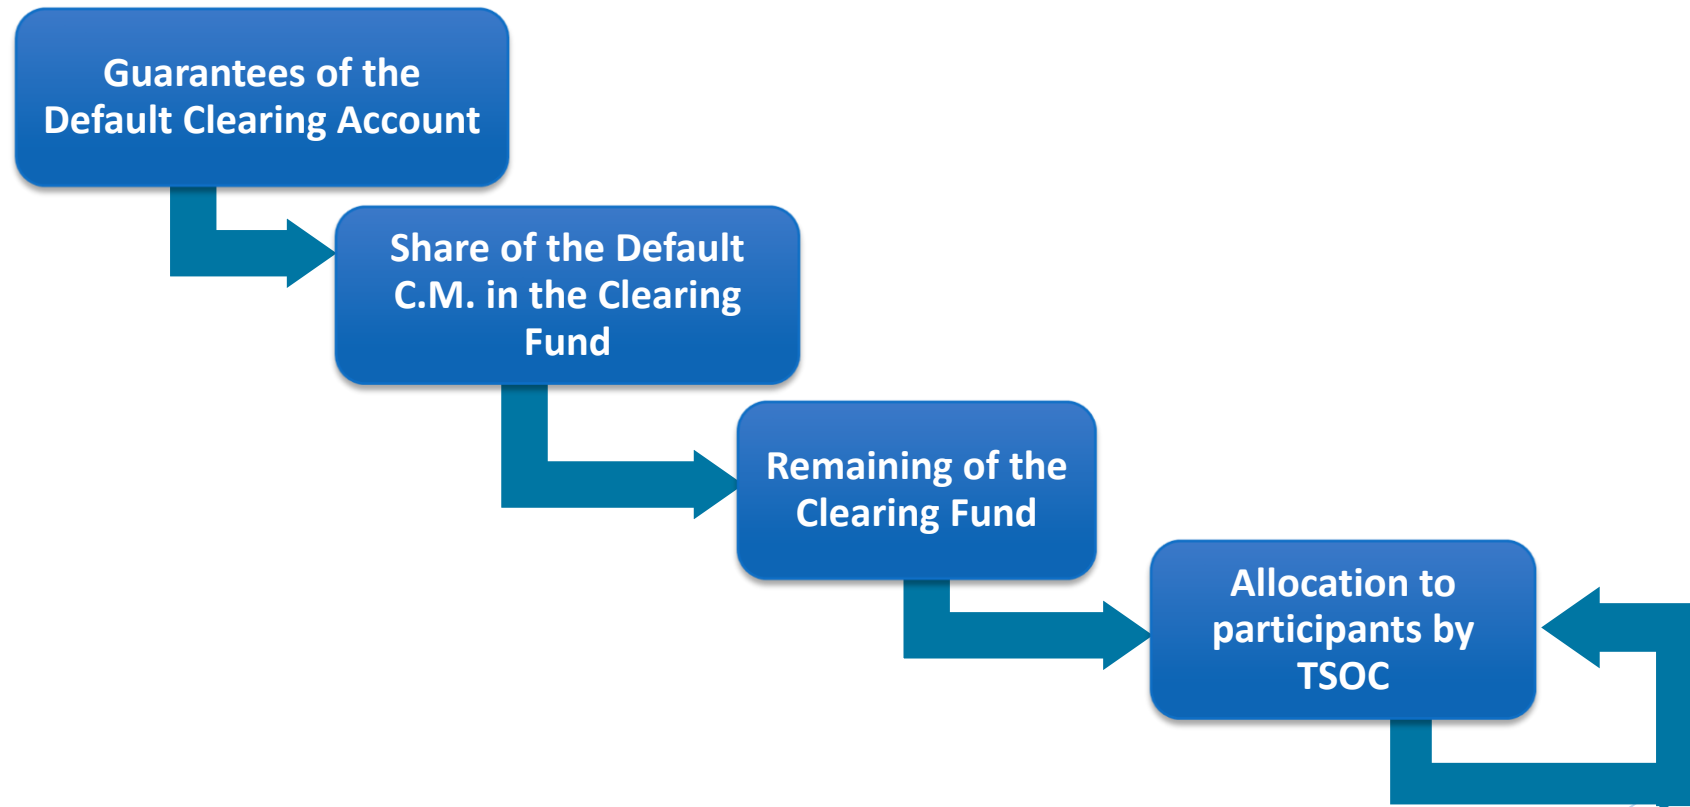 Guarantees of the
Default Clearing Account
Share of the Default
C.M. in the Clearing
Fund
Remaining of the
Clearing Fund
Allocation to
participants by
TSOC